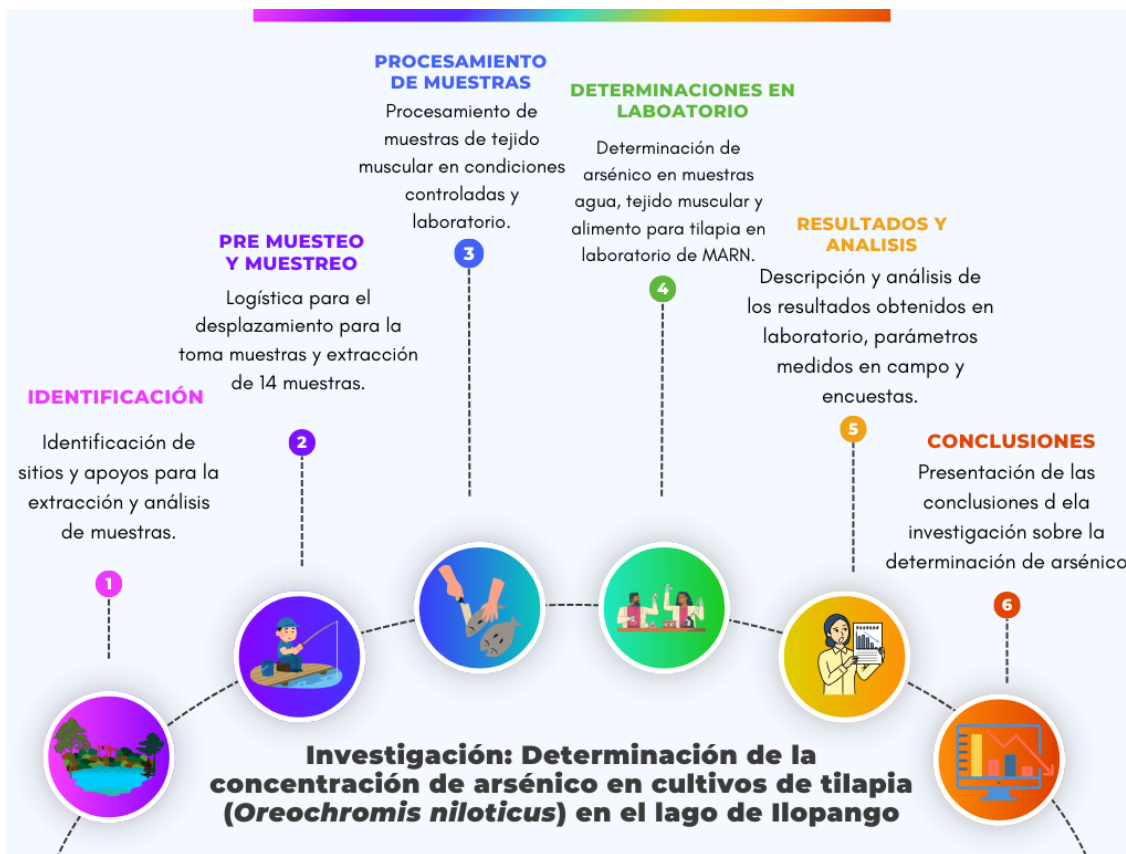 IDENTIFICACIÓN
Identificación de
sitios y apoyos para la
extracción y análisis
de muestras.
1
PRE MUESTEO
Y MUESTREO
Logística para el
desplazamiento para la
toma muestras y extracción
de 14 muestras.
2
PROCESAMIENTO
DE MUESTRAS
Procesamiento de
muestras de tejido
muscular en condiciones
controladas y
laboratorio.
3
DETERMINACIONES EN
LABOATORIO
Determinación de
arsénico en muestras
agua, tejido muscular y
alimento para tilapia en
laboratorio de MARN.
4
RESULTADOS Y
ANALISIS
Descripción y análisis de
los resultados obtenidos en
laboratorio, parámetros
medidos en campo y
encuestas.
5
CONCLUSIONES
Presentación de las
conclusiones d ela
investigación sobre la
determinación de arsénico
6
Investigación: Determinación de la
concentración de arsénico en cultivos de tilapia
(Oreochromis niloticus) en el lago de Ilopango